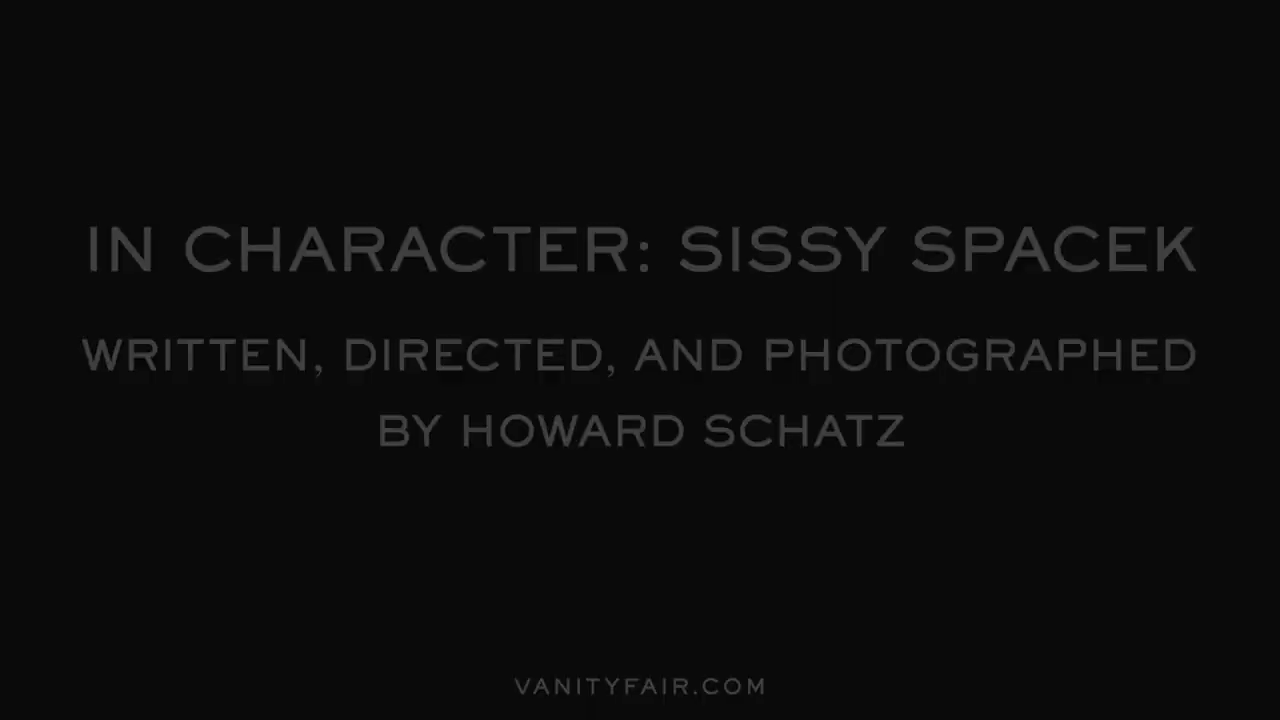 IN CHARACTER: SISSY SPACEK
WRITTEN, DIRECTED, AND PHOTOGRAPHED
BY HOWARD SCHATZ
VANITYFAIR.COM